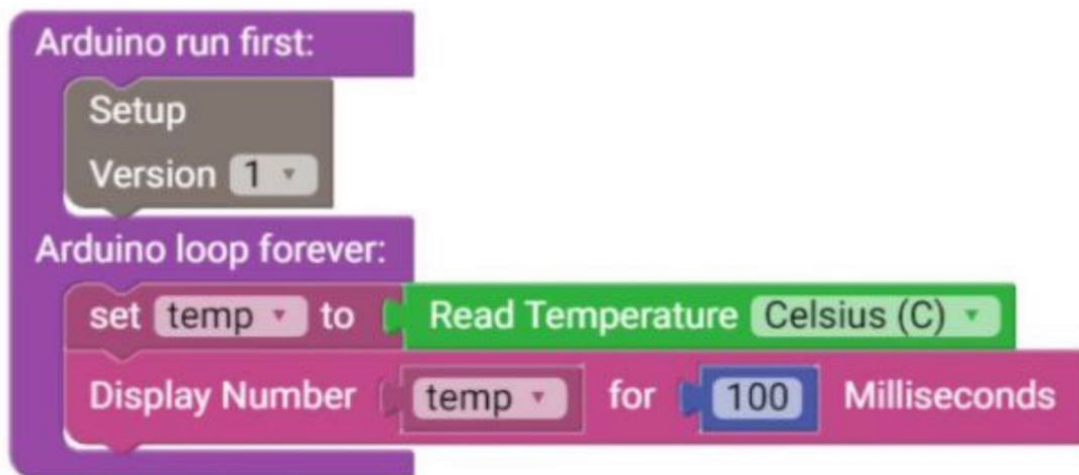 Arduino run first:
Setup
Version 1
Arduino loop forever:
set temp to Read Temperature Celsius (C)
Display Number temp for 100 Milliseconds